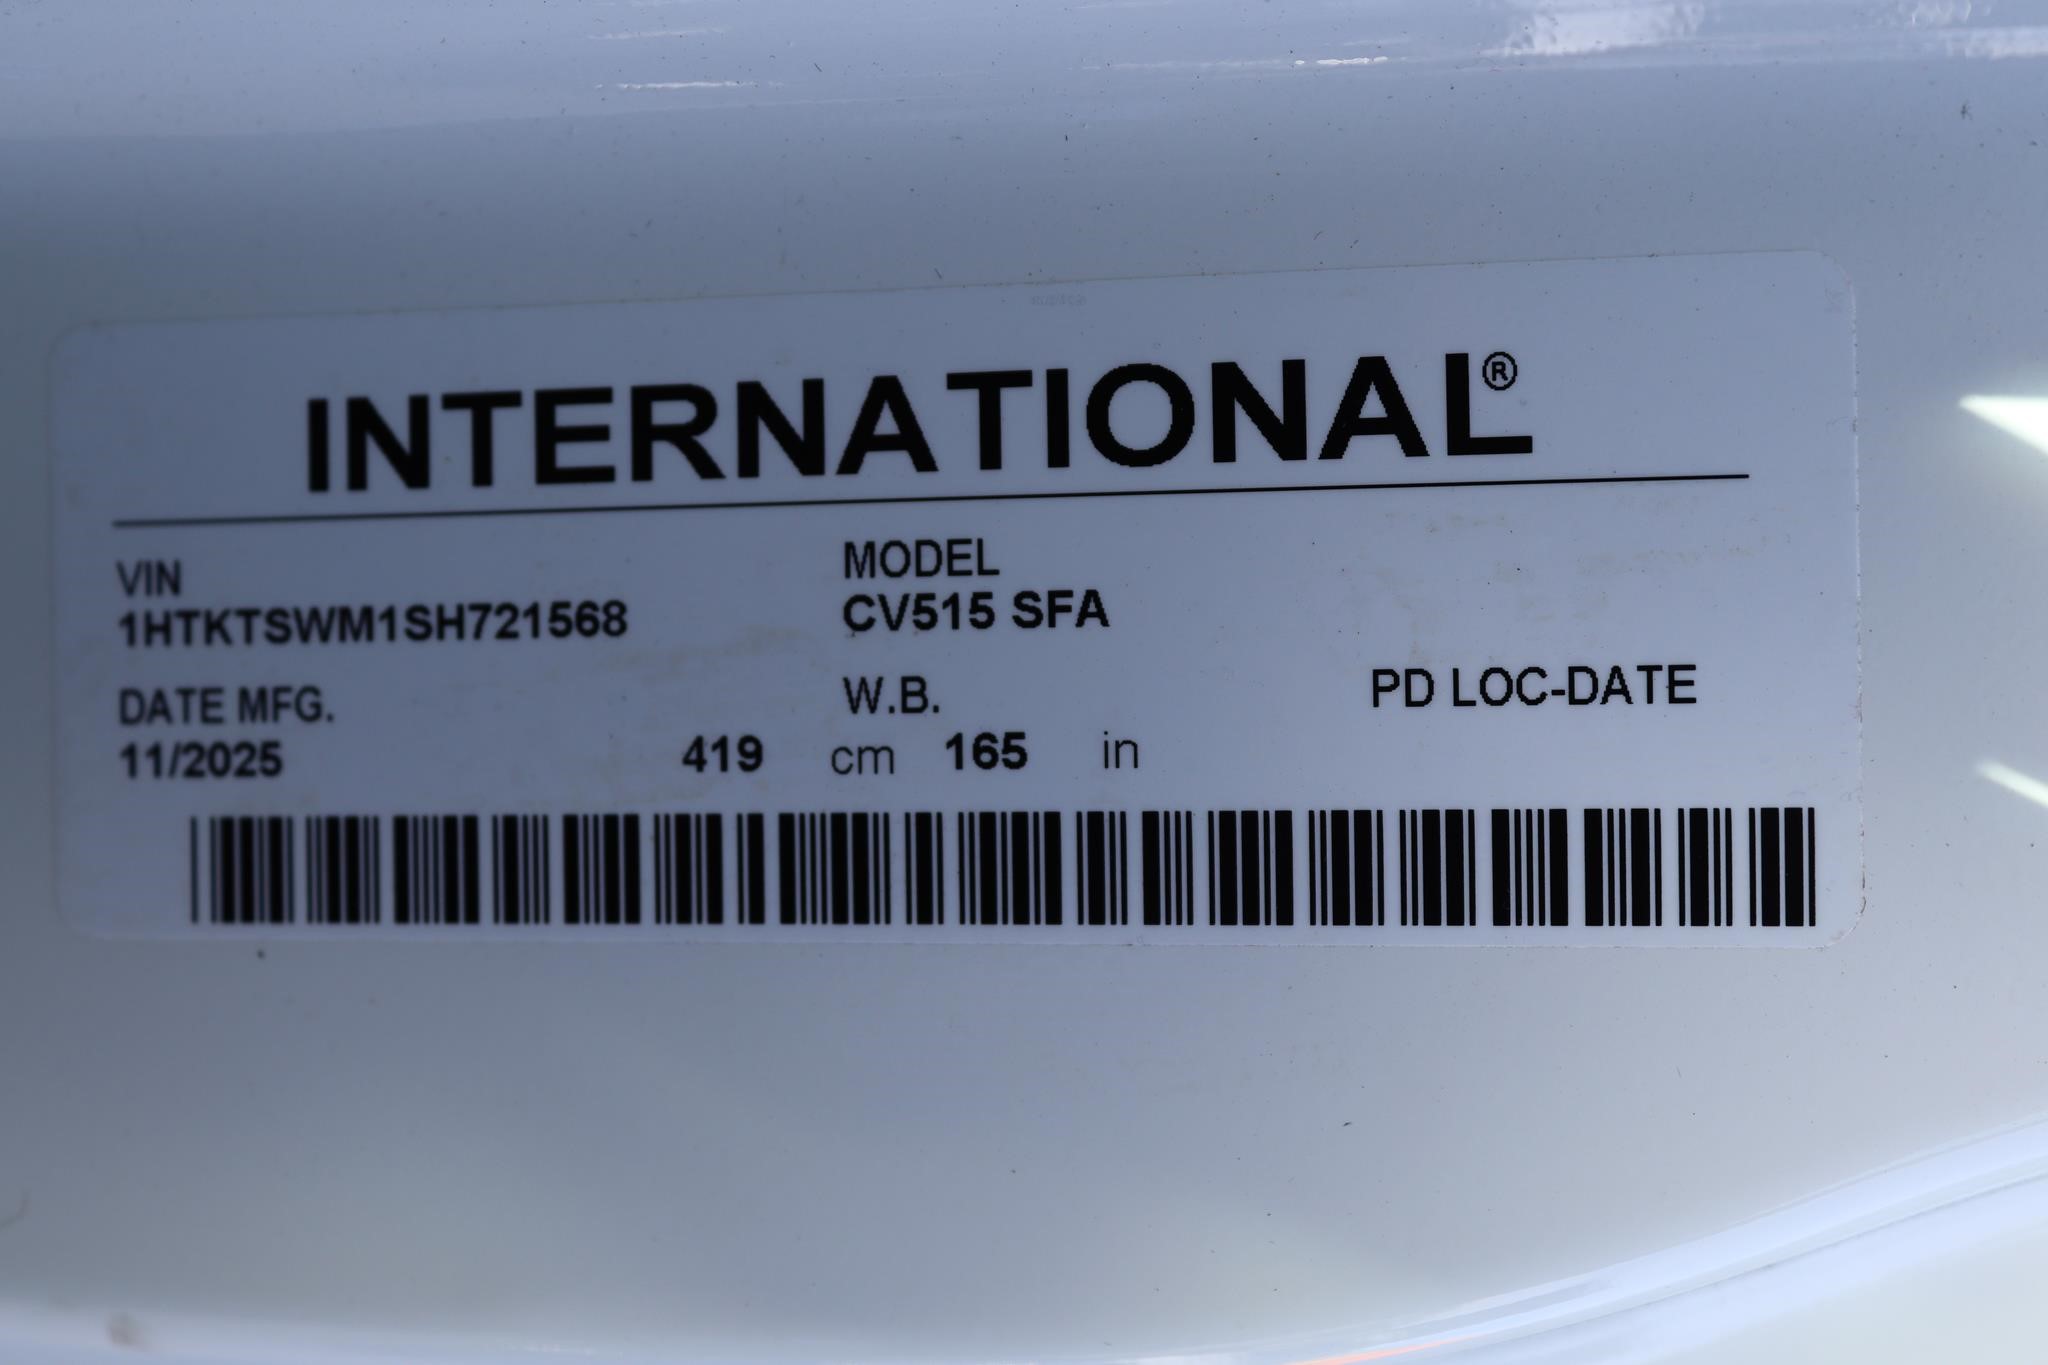 INTERNATIONAL®
VIN
1HTKTSWM1SH721568
MODEL
CV515 SFA
DATE MFG.
11/2025
W.B.
419 cm 165 in
PD LOC-DATE